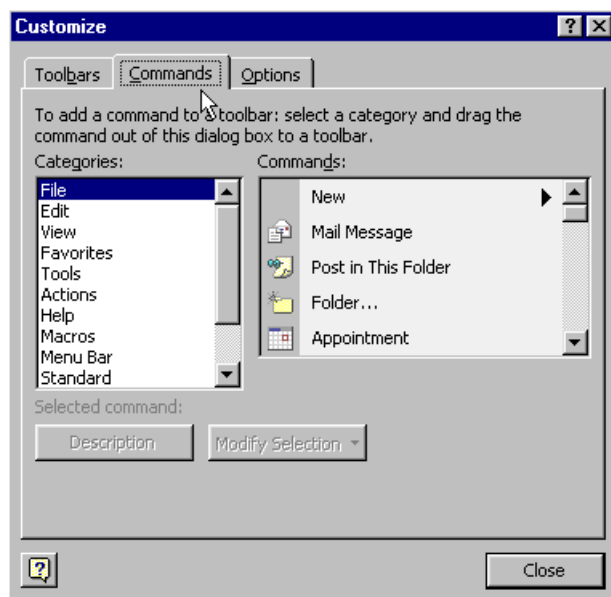 Customize
Toolbars Commands Options
To add a command to a toolbar: select a category and drag the
command out of this dialog box to a toolbar.
Categories: Commands:
File
Edit
View
Favorites
Tools
Actions
Help
Macros
Menu Bar
Standard
New
Mail Message
Post in This Folder
Folder...
Appointment
Selected command:
Description Modify Selection
Close